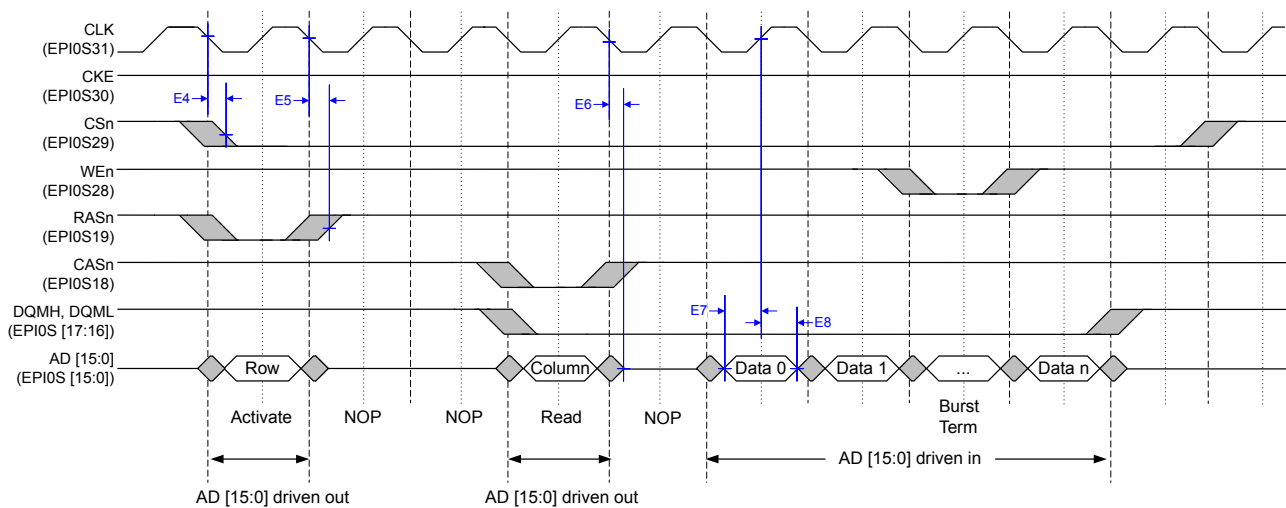 CLK
(EPI0S31)
CKE
(EPI0S30)
E4
E5
E6
CSn
(EPI0S29)
WEn
(EPI0S28)
RASn
(EPI0S19)
CASn
(EPI0S18)
DQMH, DQML
(EPI0S [17:16])
E7
E8
AD [15:0]
(EPI0S [15:0])
Row
Column
Data 0
Data 1
...
Data n
Activate
NOP
NOP
Read
NOP
Burst
Term
AD [15:0] driven in
AD [15:0] driven out
AD [15:0] driven out